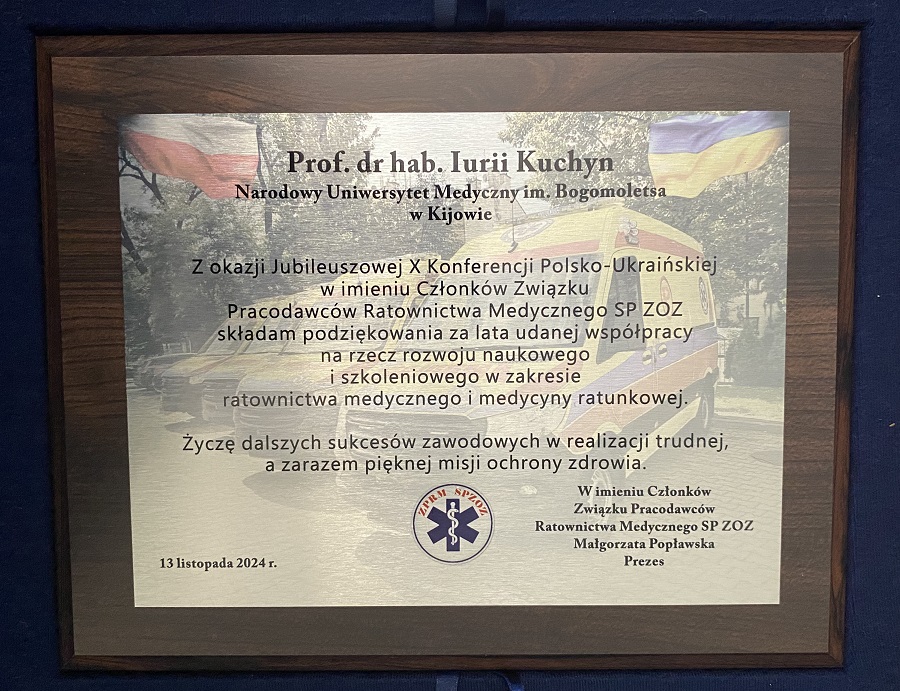 Prof. dr hab. Iurii Kuchyn
Narodowy Uniwersytet Medyczny im. Bogomoletsa
w Kijowie
Z okazji Jubileuszowej X Konferencji Polsko-Ukraińskiej
w imieniu Członków Związku
Pracodawców Ratownictwa Medycznego SP ZOZ
składam podziękowania za lata udanej współpracy
na rzecz rozwoju naukowego
i szkoleniowego w zakresie
ratownictwa medycznego i medycyny ratunkowej.
Życzę dalszych sukcesów zawodowych w realizacji trudnej,
a zarazem pięknej misji ochrony zdrowia.
ZPRM SPZOZ
W imieniu Członków
Związku Pracodawców
Ratownictwa Medycznego SP ZOZ
Małgorzata Popławska
Prezes
13 listopada 2024 r.